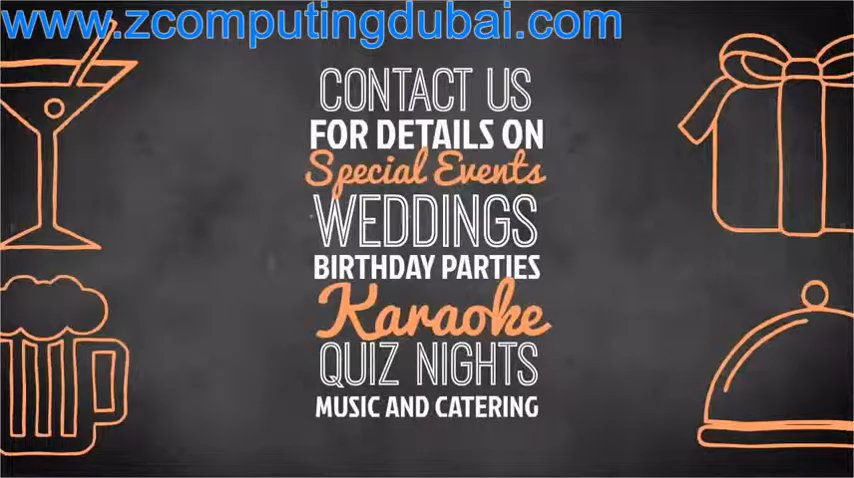 www.zcomputingdubai.com
CONTACT US
FOR DETAILS ON
Special Events
WEDDINGS
BIRTHDAY PARTIES
Karaoke
QUIZ NIGHTS
MUSIC AND CATERING